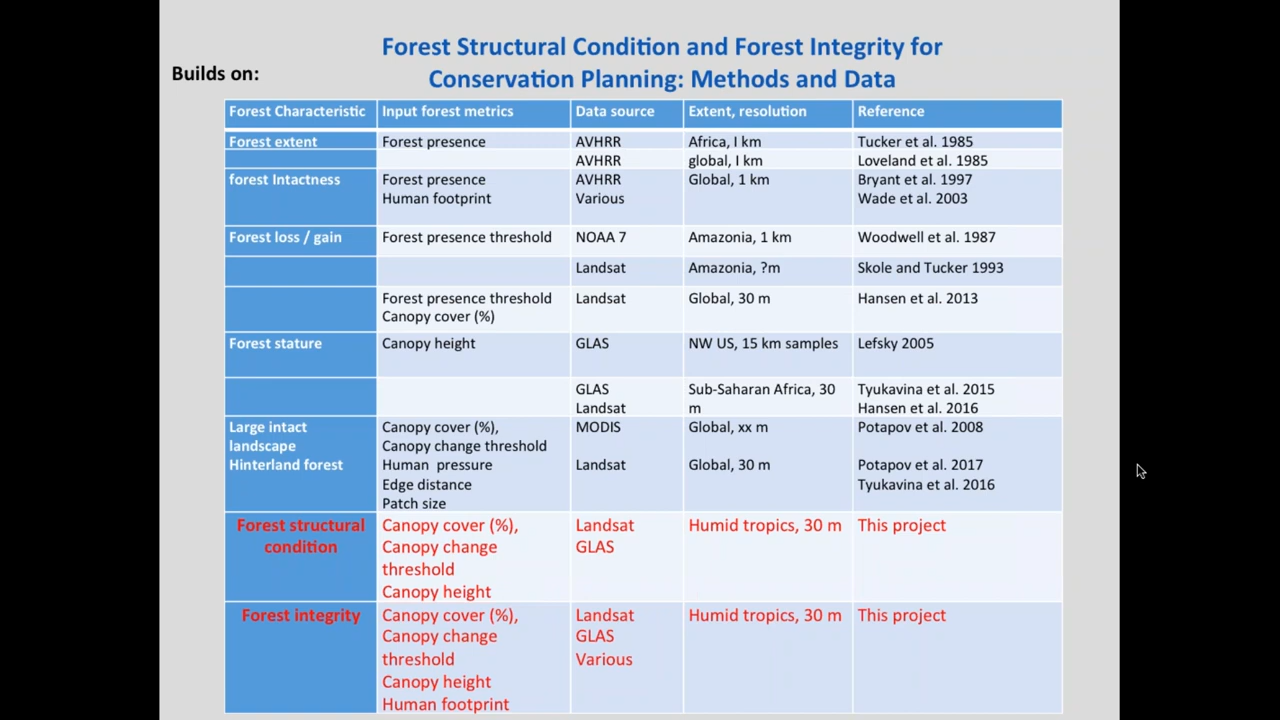 Forest Structural Condition and Forest Integrity for
Conservation Planning: Methods and Data
Builds on:
Forest Characteristic Input forest metrics Data source Extent, resolution Reference
Forest extent Forest presence AVHRR Africa, I km Tucker et al. 1985
AVHRR global, I km Loveland et al. 1985
forest Intactness Forest presence AVHRR Global, 1 km Bryant et al. 1997
Human footprint Various Wade et al. 2003
Forest loss / gain Forest presence threshold NOAA 7 Amazonia, 1 km Woodwell et al. 1987
Landsat Amazonia, ?m Skole and Tucker 1993
Forest presence threshold Landsat Global, 30 m Hansen et al. 2013
Canopy cover (%)
Forest stature Canopy height GLAS NW US, 15 km samples Lefsky 2005
GLAS Sub-Saharan Africa, 30 Tyukavina et al. 2015
Landsat m Hansen et al. 2016
Large intact Canopy cover (%), MODIS Global, xx m Potapov et al. 2008
landscape Canopy change threshold
Hinterland forest Human pressure Landsat Global, 30 m Potapov et al. 2017
Edge distance Tyukavina et al. 2016
Patch size
Forest structural Canopy cover (%), Landsat Humid tropics, 30 m This project
condition Canopy change GLAS
threshold
Canopy height
Forest integrity Canopy cover (%), Landsat Humid tropics, 30 m This project
Canopy change GLAS
threshold Various
Canopy height
Human footprint